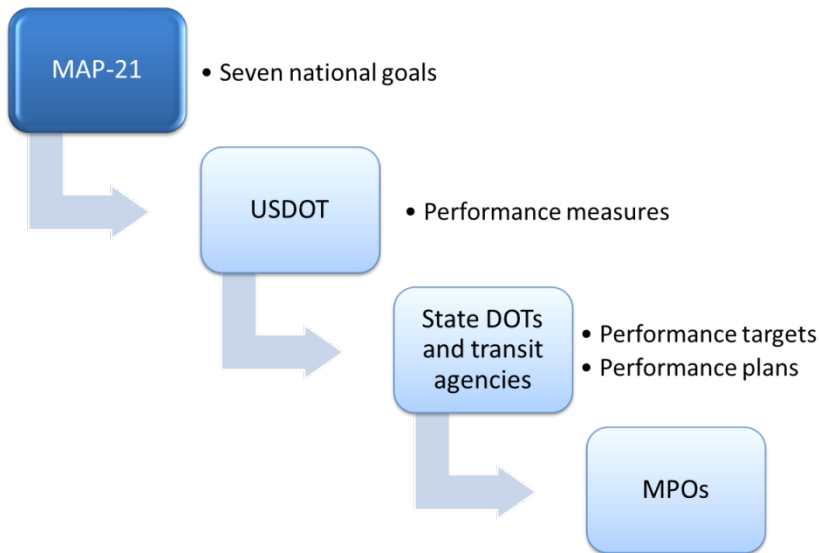 MAP-21
• Seven national goals
USDOT
• Performance measures
State DOTs
and transit
agencies
• Performance targets
• Performance plans
MPOs